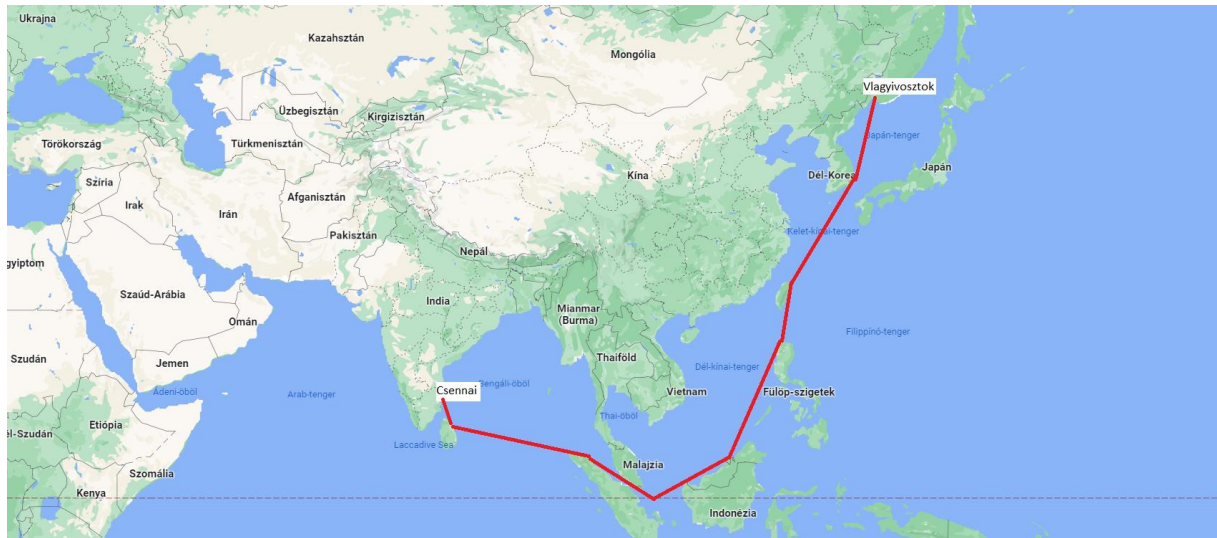 Ukrajna
Kazahsztán
Mongólia
Vlagyivosztok
Üzbegisztán
Kirgizisztán
Törökország
Türkmenisztán
Japán-tenger
Szíria
Kína
Dél-Korea
Japán
Irak
Irán
Afganisztán
Pakisztán
Kelet-kínai-tenger
Nepál
gyiptom
Szaúd-Arábia
India
Mianmar
(Burma)
Omán
Filippínó-tenger
Szudán
Jemen
Thaiföld
Dél-kínai-tenger
Ádeni-öböl
Arab-tenger
Csennai
Bengáli-öböl
Vietnam
Fülöp-szigetek
Etiópia
Thai-öböl
él-Szudán
Laccadive Sea
Malajzia
Szomália
Kenya
Indonézia